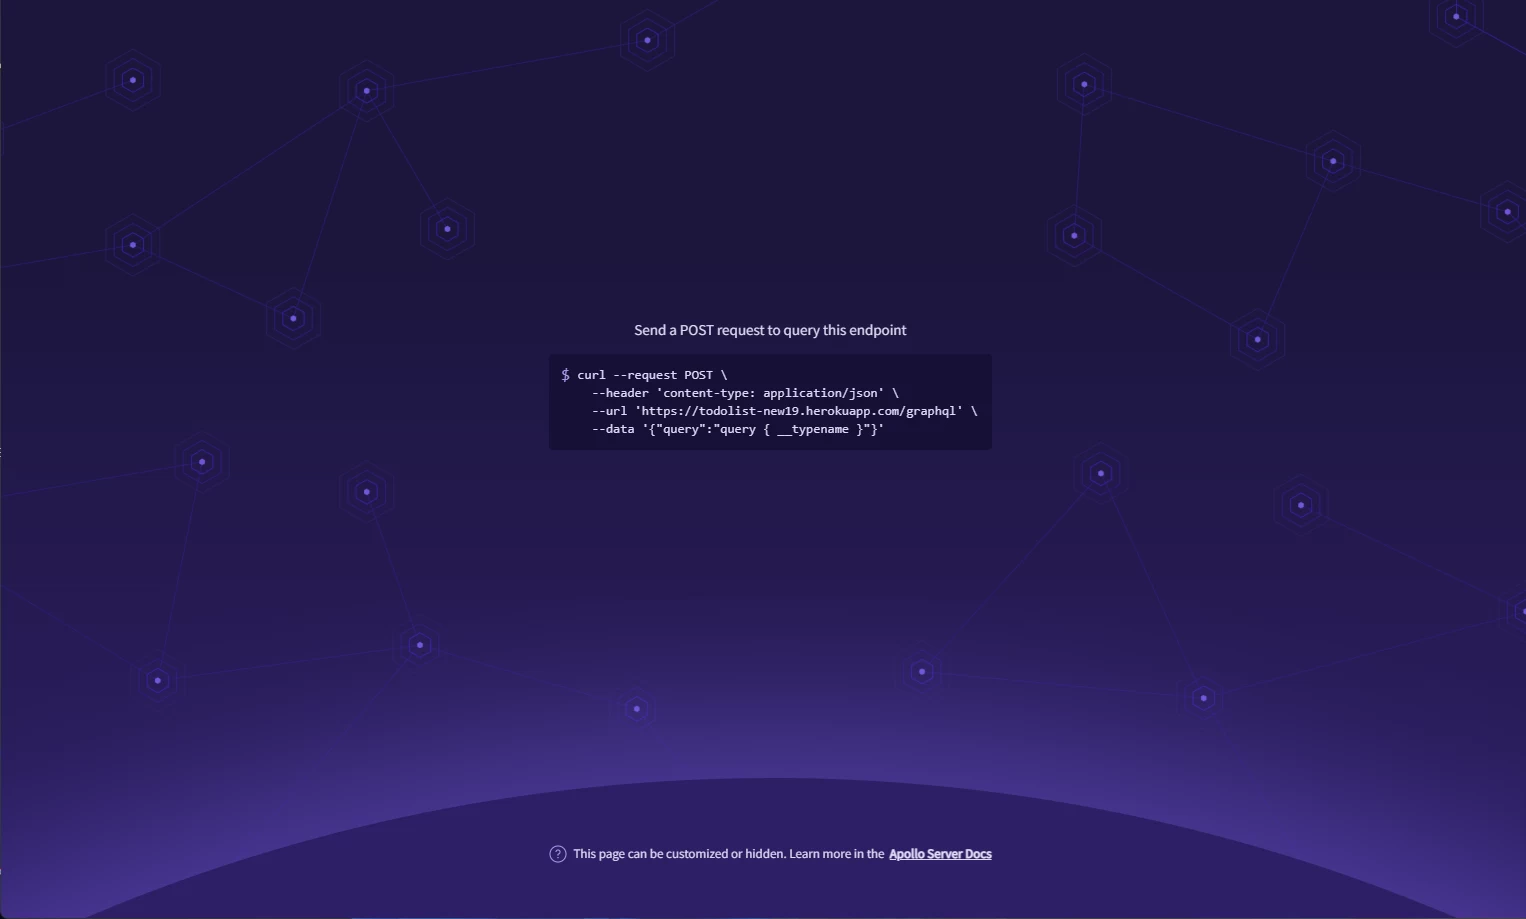 Send a POST request to query this endpoint
$ curl --request POST \
--header 'content-type: application/json' \
--url 'https://todolist-new19.herokuapp.com/graphql' \
--data '{"query":"query { __typename }"}'
? This page can be customized or hidden. Learn more in the Apollo Server Docs